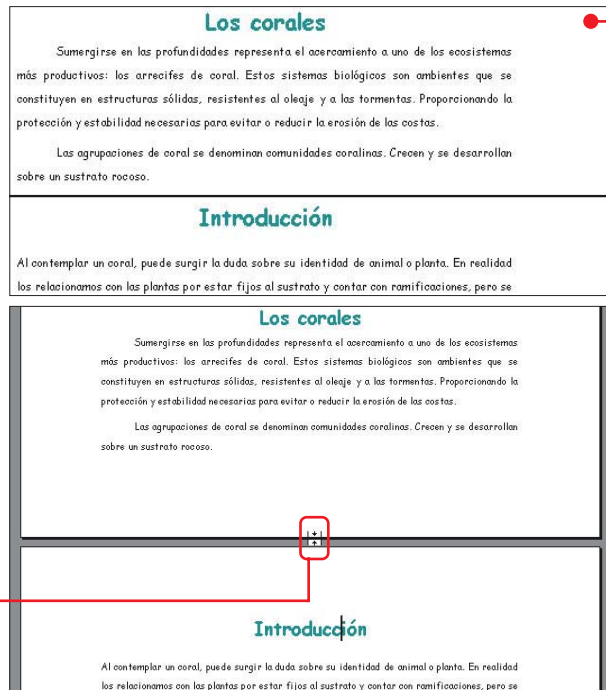 Los corales
Sumergirse en las profundidades representa el acercamiento a uno de los ecosistemas
más productivos: los arrecifes de coral. Estos sistemas biológicos son ambientes que se
constituyen en estructuras sólidas, resistentes al oleaje y a las tormentas. Proporcionando la
protección y estabilidad necesarias para evitar o reducir la erosión de las costas.
Las agrupaciones de coral se denominan comunidades coralinas. Crecen y se desarrollan
sobre un sustrato rocoso.
Introducción
Al contemplar un coral, puede surgir la duda sobre su identidad de animal o planta. En realidad
los relacionamos con las plantas por estar fijos al sustrato y contar con ramificaciones, pero se
Los corales
Sumergirse en las profundidades representa el acercamiento a uno de los ecosistemas
más productivos: los arrecifes de coral. Estos sistemas biológicos son ambientes que se
constituyen en estructuras sólidas, resistentes al oleaje y a las tormentas. Proporcionando la
protección y estabilidad necesarias para evitar o reducir la erosión de las costas.
Las agrupaciones de coral se denominan comunidades coralinas. Crecen y se desarrollan
sobre un sustrato rocoso.
Introducción
Al contemplar un coral, puede surgir la duda sobre su identidad de animal o planta. En realidad
los relacionamos con las plantas por estar fijos al sustrato y contar con ramificaciones, pero se